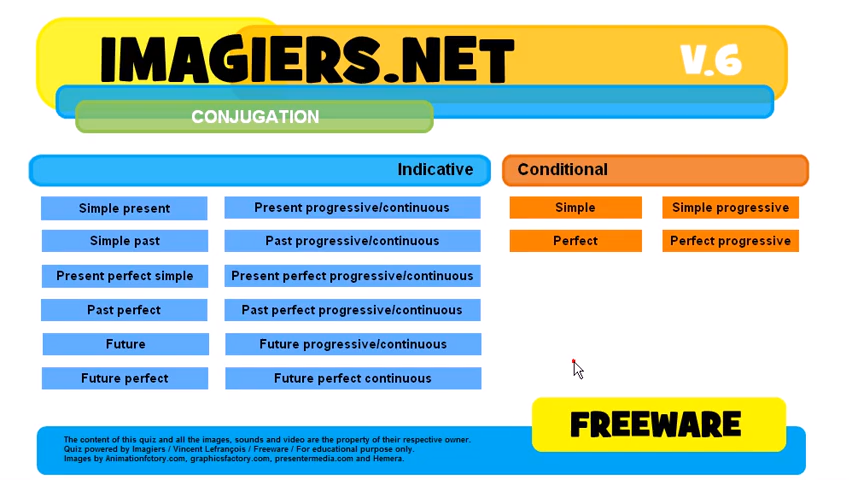 IMAGIERS.NET
V.6
CONJUGATION
Indicative
Conditional
Simple present
Present progressive/continuous
Simple
Simple progressive
Simple past
Past progressive/continuous
Perfect
Perfect progressive
Present perfect simple
Present perfect progressive/continuous
Past perfect
Past perfect progressive/continuous
Future
Future progressive/continuous
Future perfect
Future perfect continuous
FREEWARE
The content of this quiz and all the images, sounds and video are the property of their respective owner.
Quiz powered by Imagiers / Vincent Lefrançois / Freeware / For educational purpose only.
Images by Animationfotory.com, graphicsfactory.com, presentermedia.com and Hemera.